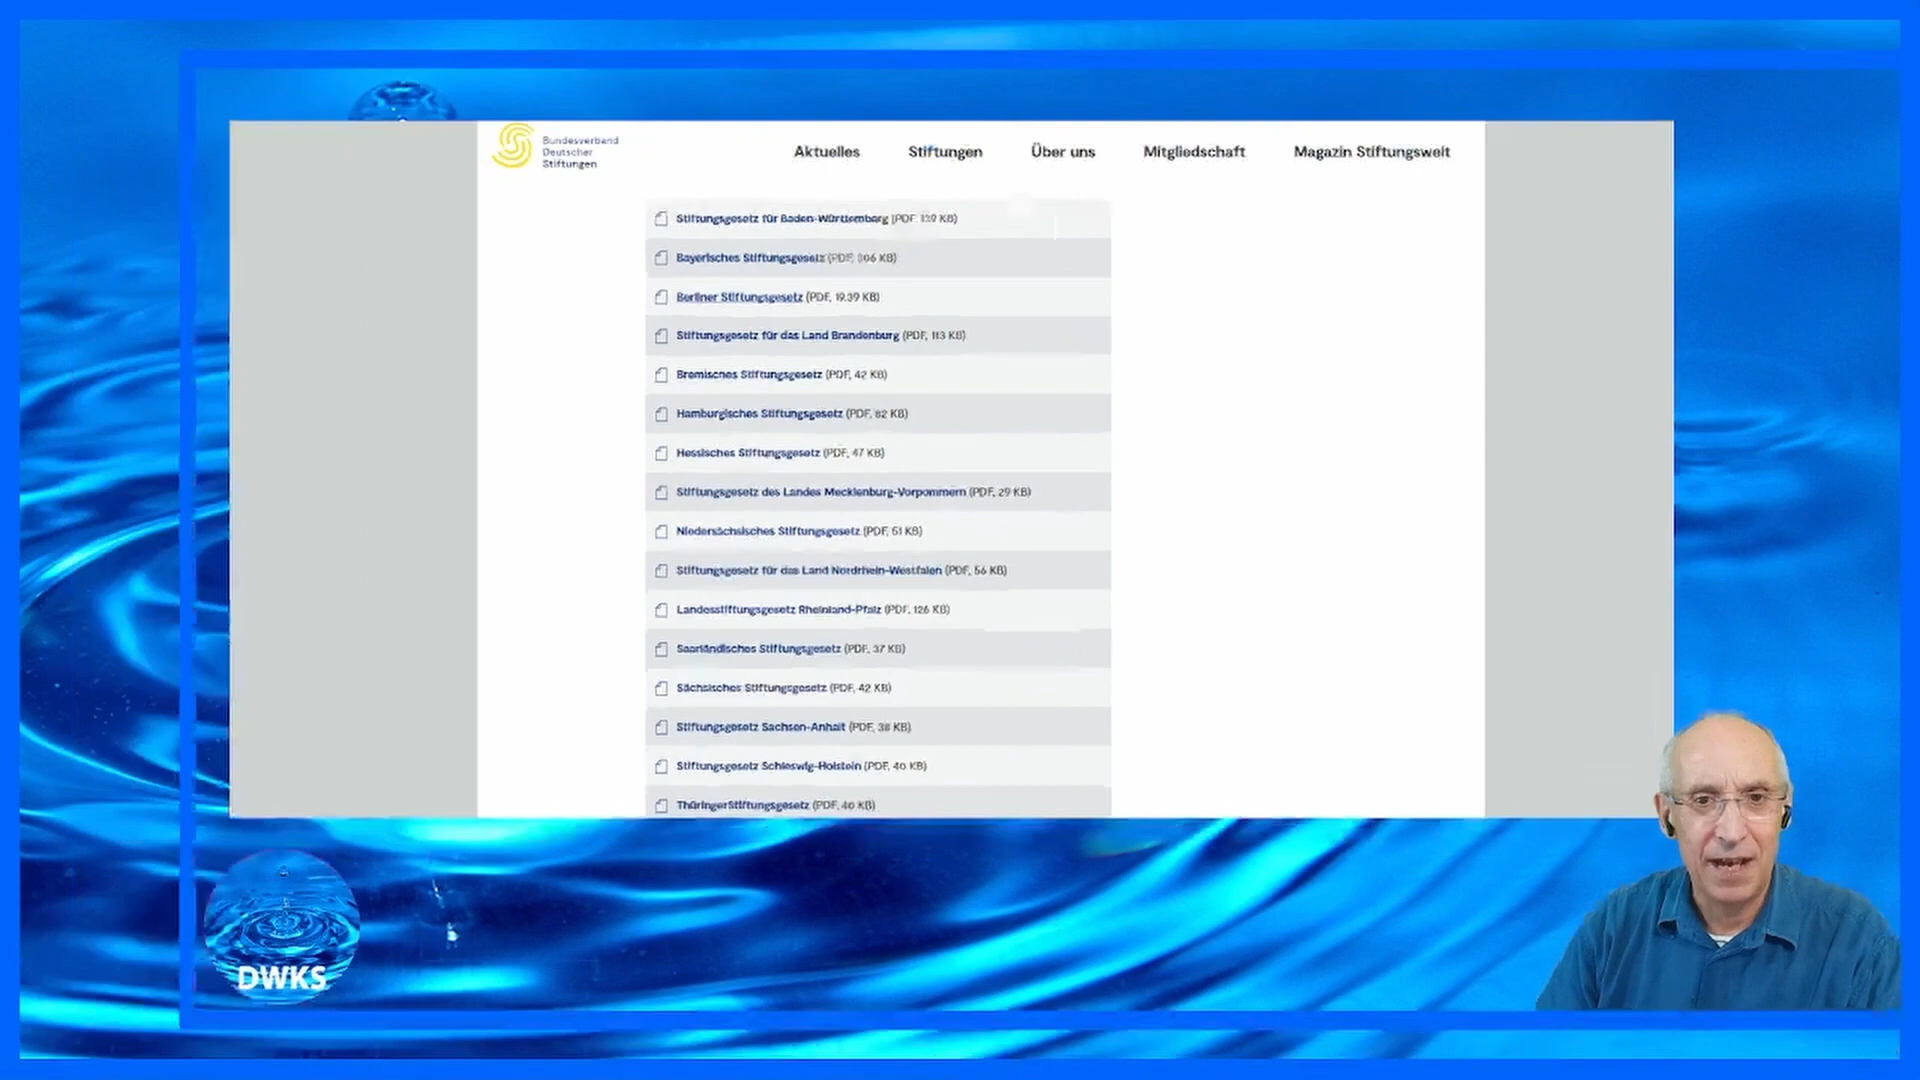 Bundesverband
Deutscher
Stiftungen
Aktuelles
Stiftungen
Über uns
Mitgliedschaft
Magazin Stiftungswelt
Stiftungsgesetz für Baden-Württemberg (PDF, KB)
Bayerisches Stiftungsgesetz (PDF, KB)
Berliner Stiftungsgesetz (PDF, 19.39 KB)
Stiftungsgesetz für das Land Brandenburg (PDF, 113 KB)
Bremisches Stiftungsgesetz (PDF, 42 KB)
Hamburgisches Stiftungsgesetz (PDF, 82 KB)
Hessisches Stiftungsgesetz (PDF, 47 KB)
Stiftungsgesetz des Landes Mecklenburg-Vorpommern (PDF, 29 KB)
Niedersächsisches Stiftungsgesetz (PDF, 51 KB)
Stiftungsgesetz für das Land Nordrhein-Westfalen (PDF, 56 KB)
Landesstiftungsgesetz Rheinland-Pfalz (PDF, 126 KB)
Saarländisches Stiftungsgesetz (PDF, 37 KB)
Sächsisches Stiftungsgesetz (PDF, 42 KB)
Stiftungsgesetz Sachsen-Anhalt (PDF, 38 KB)
Stiftungsgesetz Schleswig-Holstein (PDF, 40 KB)
ThüringerStiftungsgesetz (PDF, 40 KB)
DWKS